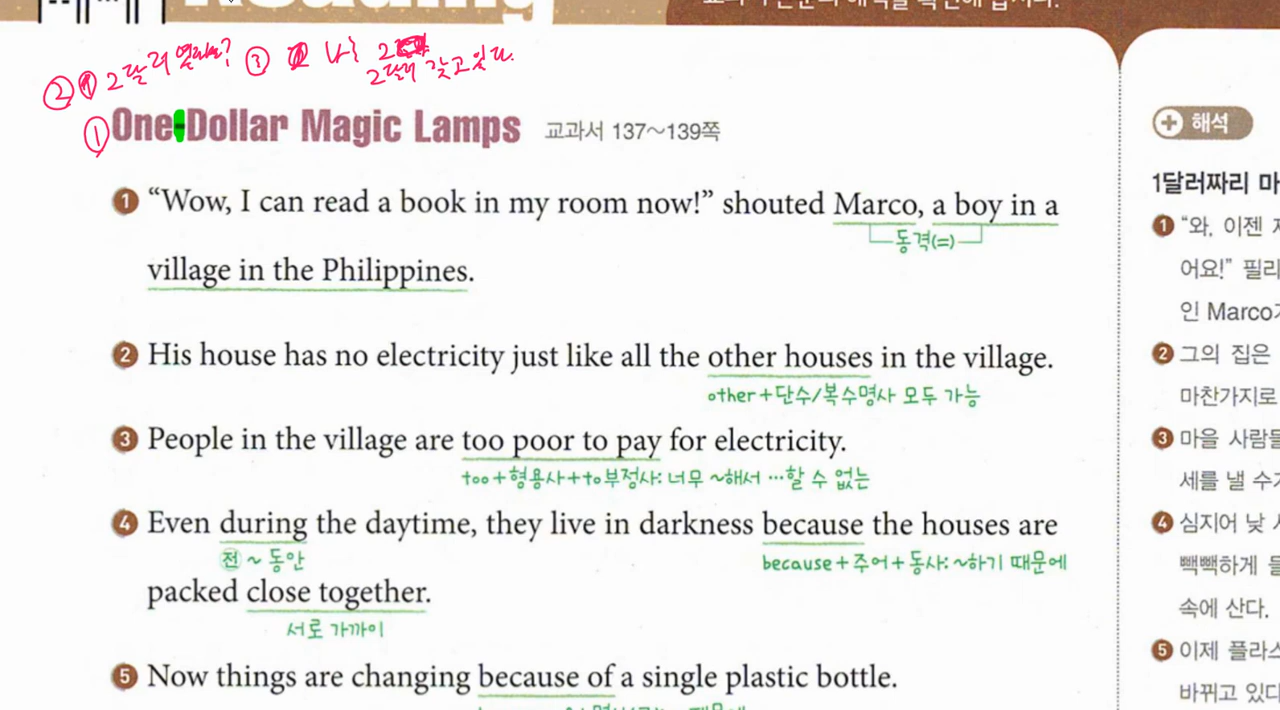 Reading
② 2달러
③ 나는 2달러 갖고 있다.
① One-Dollar Magic Lamps 교과서 137~139쪽
해석
1달러짜리 마
1 “Wow, I can read a book in my room now!” shouted Marco, a boy in a
동격(=)
village in the Philippines.
2 His house has no electricity just like all the other houses in the village.
other+단수/복수명사 모두 가능
3 People in the village are too poor to pay for electricity.
too+형용사+to부정사: 너무 ~해서 …할 수 없는
4 Even during the daytime, they live in darkness because the houses are
전 ~ 동안 because+주어+동사: ~하기 때문에
packed close together.
서로 가까이
5 Now things are changing because of a single plastic bottle.
1 “와, 이젠
어요!” 필리
인 Marco가
2 그의 집은
마찬가지로
3 마을 사람들
세를 낼 수가
4 심지어 낮
빽빽하게 들
속에 산다.
5 이제 플라스
바뀌고 있다